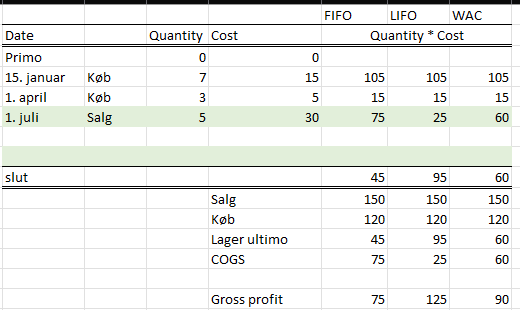 FIFO LIFO WAC
Date Quantity Cost Quantity * Cost
Primo 0 0
15. januar Køb 7 15 105 105 105
1. april Køb 3 5 15 15 15
1. juli Salg 5 30 75 25 60
slut 45 95 60
Salg 150 150 150
Køb 120 120 120
Lager ultimo 45 95 60
COGS 75 25 60
Gross profit 75 125 90